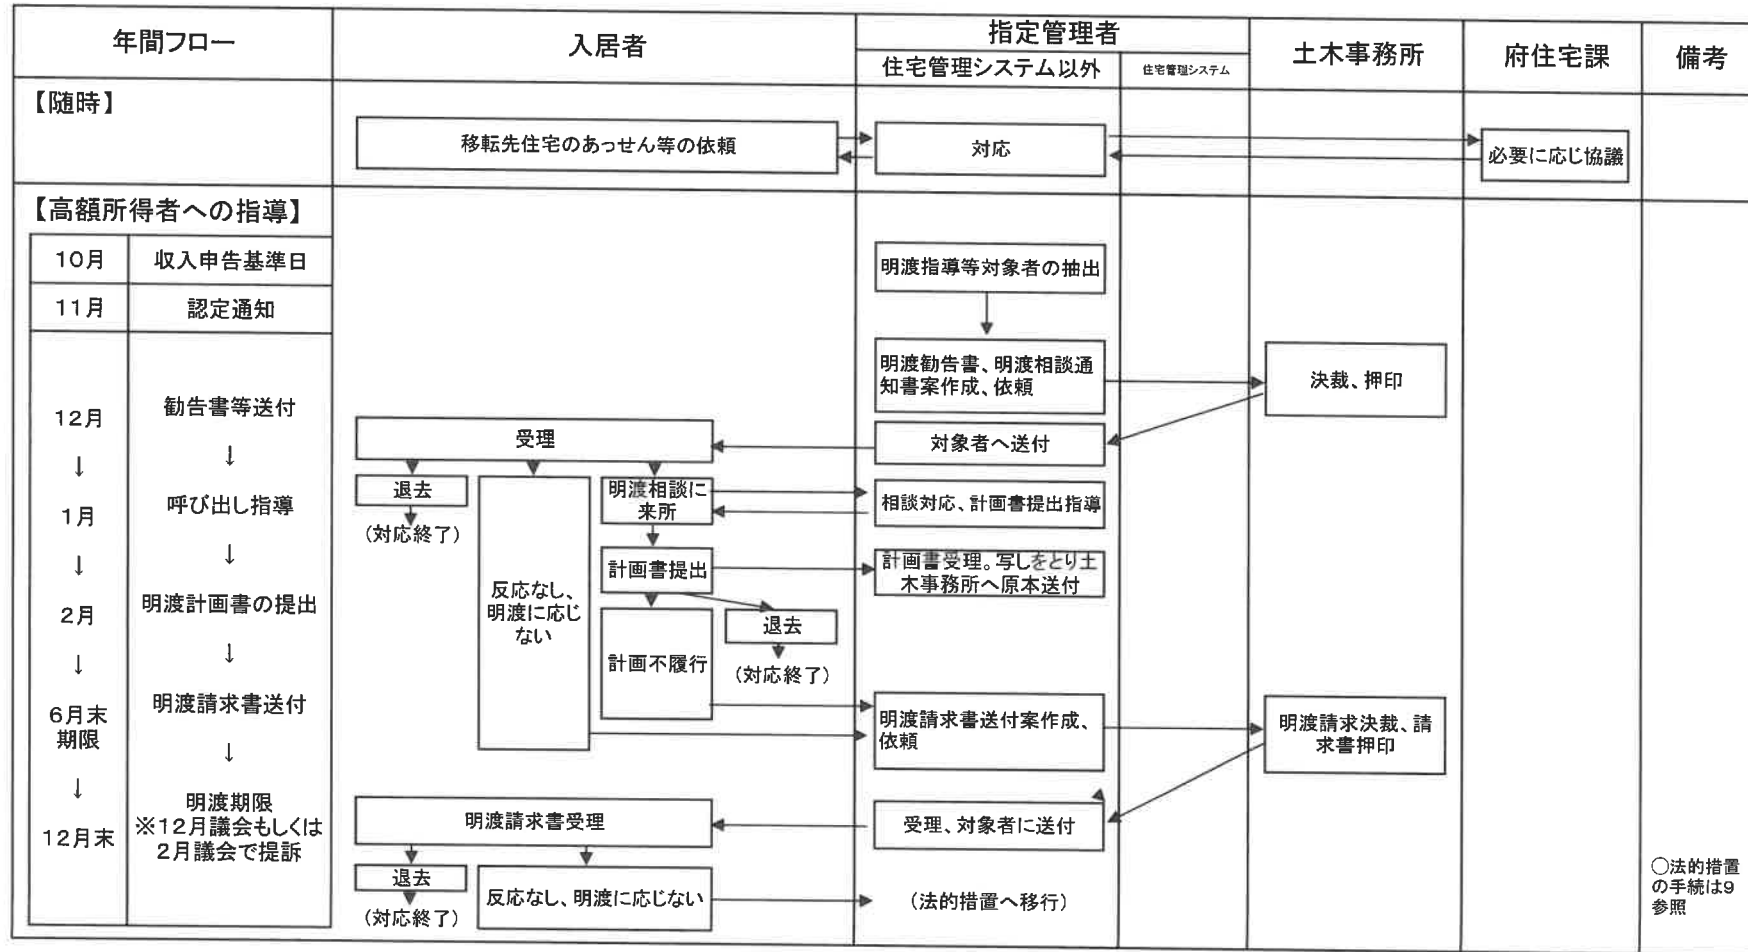 年間フロー
入居者
指定管理者
住宅管理システム以外
住宅管理システム
土木事務所
府住宅課
備考
【随時】
移転先住宅のあっせん等の依頼
対応
必要に応じ協議
【高額所得者への指導】
10月
収入申告基準日
11月
認定通知
12月
↓
1月
↓
2月
↓
6月末
期限
↓
12月末
勧告書等送付
↓
呼び出し指導
↓
明渡計画書の提出
↓
明渡請求書送付
↓
明渡期限
※12月議会もしくは
2月議会で提訴
明渡指導等対象者の抽出
明渡勧告書、明渡相談通
知書案作成、依頼
決裁、押印
受理
対象者へ送付
退去
(対応終了)
反応なし、
明渡に応じ
ない
明渡相談に
来所
相談対応、計画書提出指導
計画書提出
計画書受理。写しをとり土
木事務所へ原本送付
計画不履行
退去
(対応終了)
明渡請求書送付案作成、
依頼
明渡請求決裁、請
求書押印
明渡請求書受理
受理、対象者に送付
退去
(対応終了)
反応なし、明渡に応じない
(法的措置へ移行)
○法的措置
の手続は9
参照